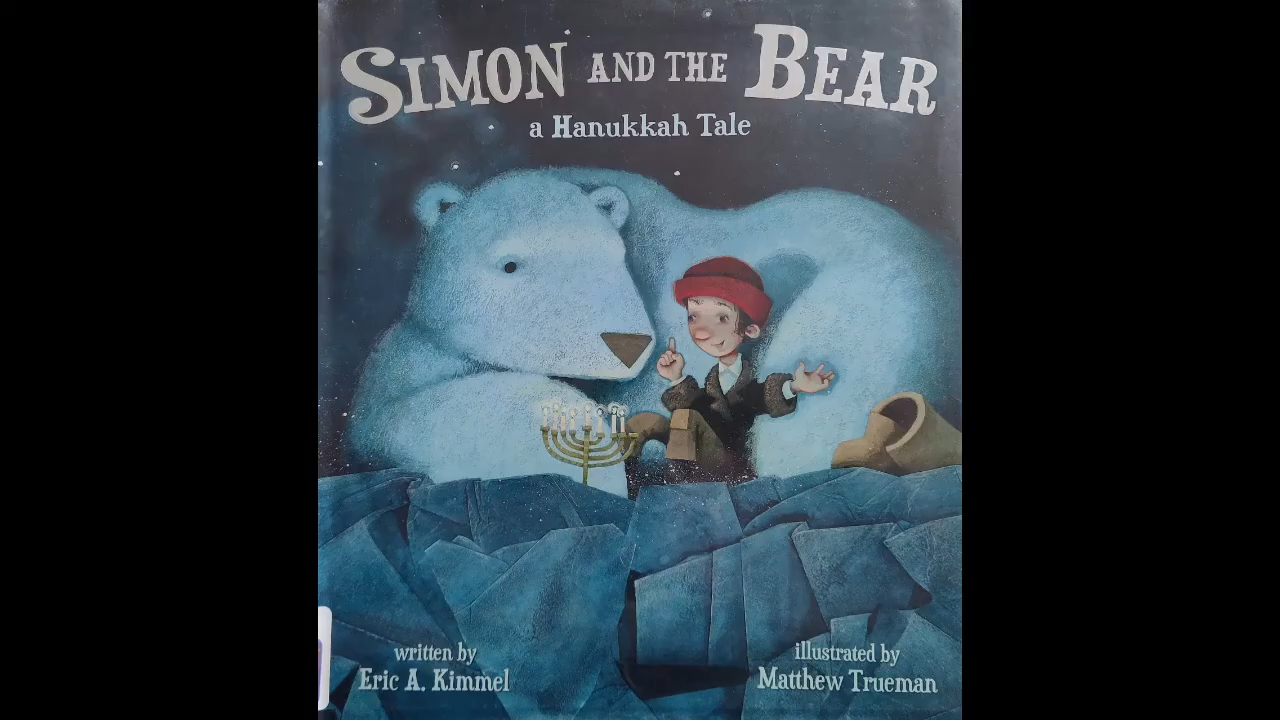 SIMON AND THE BEAR
a Hanukkah Tale
written by
Eric A. Kimmel
illustrated by
Matthew Trueman